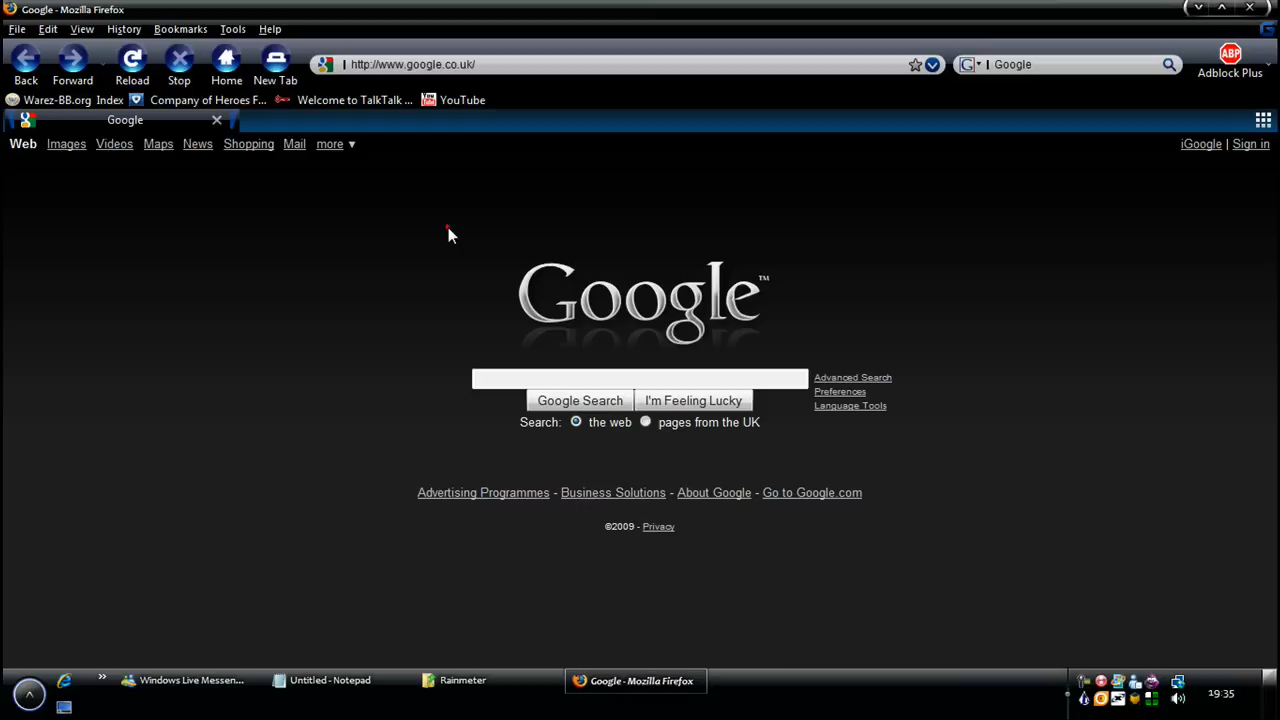 Google - Mozilla Firefox
File Edit View History Bookmarks Tools Help
Back Forward Reload Stop Home New Tab
http://www.google.co.uk/
Google
ABP
Adblock Plus
Warez-BB.org Index Company of Heroes F... Welcome to TalkTalk ... YouTube
Google
Web Images Videos Maps News Shopping Mail more ▼
iGoogle | Sign in
Google™
Advanced Search
Preferences
Language Tools
Google Search I'm Feeling Lucky
Search: the web pages from the UK
Advertising Programmes - Business Solutions - About Google - Go to Google.com
©2009 - Privacy
Windows Live Messen... Untitled - Notepad Rainmeter Google - Mozilla Firefox
19:35